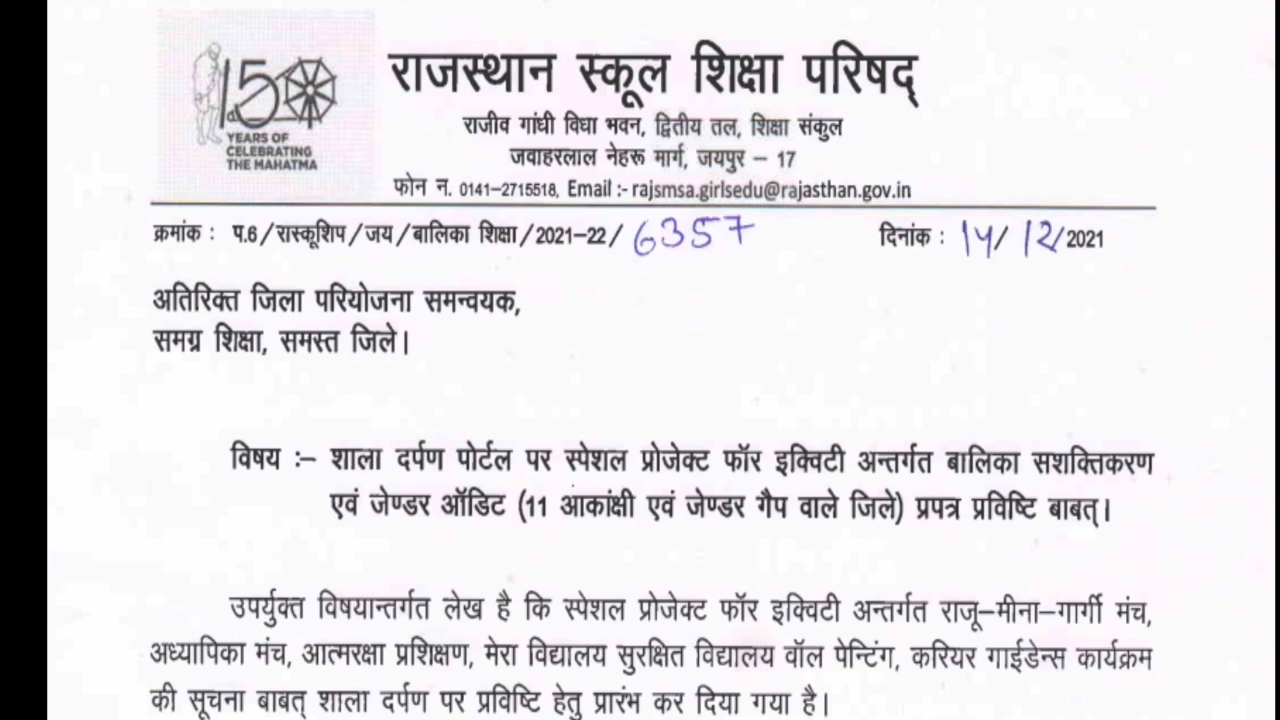 150
YEARS OF
CELEBRATING
THE MAHATMA
राजस्थान स्कूल शिक्षा परिषद्
राजीव गांधी विधा भवन, द्वितीय तल, शिक्षा संकुल
जवाहरलाल नेहरू मार्ग, जयपुर – 17
फोन न. 0141–2715518, Email :- rajsmsa.girlsedu@rajasthan.gov.in
क्रमांक : प.6/रास्कूशिप/जय/बालिका शिक्षा/2021–22/ 6357 दिनांक : 14/12/2021
अतिरिक्त जिला परियोजना समन्वयक,
समग्र शिक्षा, समस्त जिले।
विषय :– शाला दर्पण पोर्टल पर स्पेशल प्रोजेक्ट फॉर इक्विटी अन्तर्गत बालिका सशक्तिकरण
एवं जेण्डर ऑडिट (11 आकांक्षी एवं जेण्डर गैप वाले जिले) प्रपत्र प्रविष्टि बाबत्।
उपर्युक्त विषयान्तर्गत लेख है कि स्पेशल प्रोजेक्ट फॉर इक्विटी अन्तर्गत राजू–मीना–गार्गी मंच,
अध्यापिका मंच, आत्मरक्षा प्रशिक्षण, मेरा विद्यालय सुरक्षित विद्यालय वॉल पेन्टिंग, करियर गाईडेन्स कार्यक्रम
की सूचना बाबत् शाला दर्पण पर प्रविष्टि हेतु प्रारंभ कर दिया गया है।